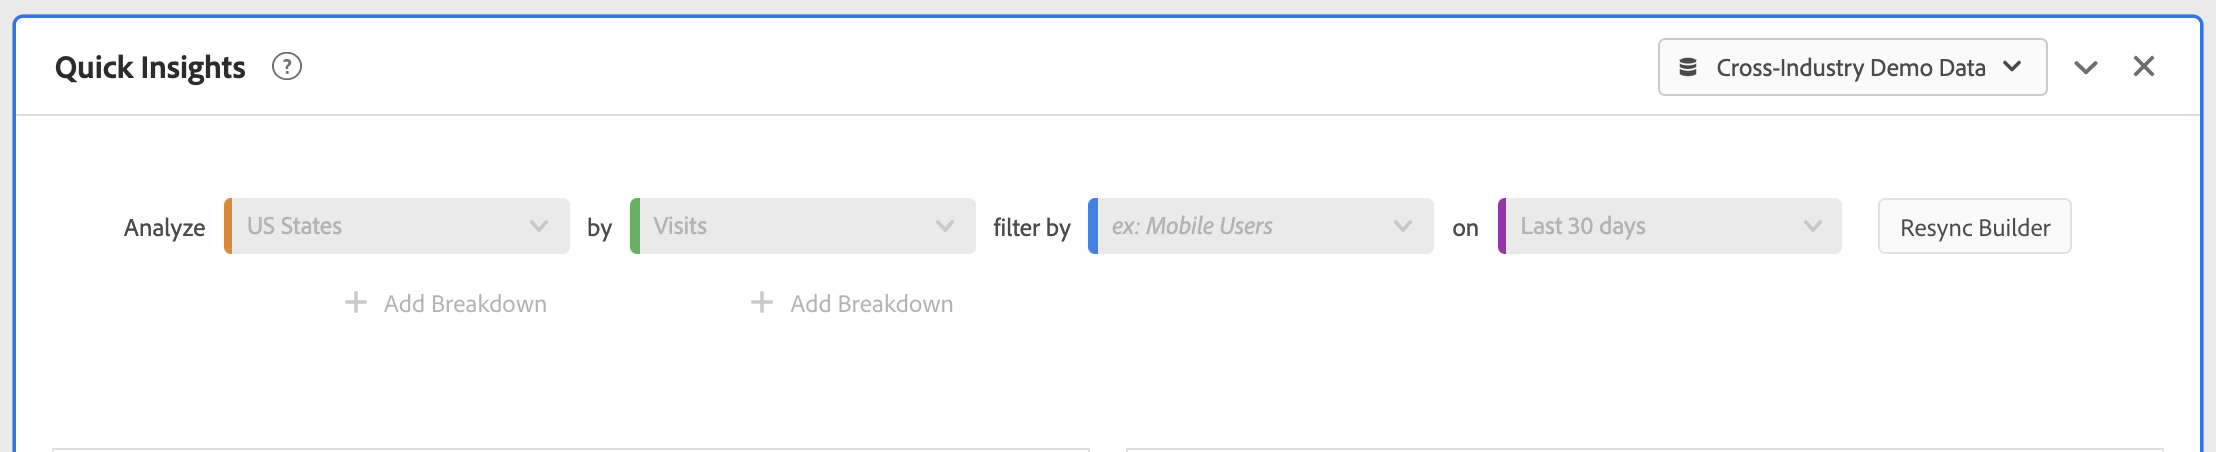 Quick Insights ? Cross-Industry Demo Data
Analyze US States by Visits filter by ex: Mobile Users on Last 30 days Resync Builder
+ Add Breakdown + Add Breakdown